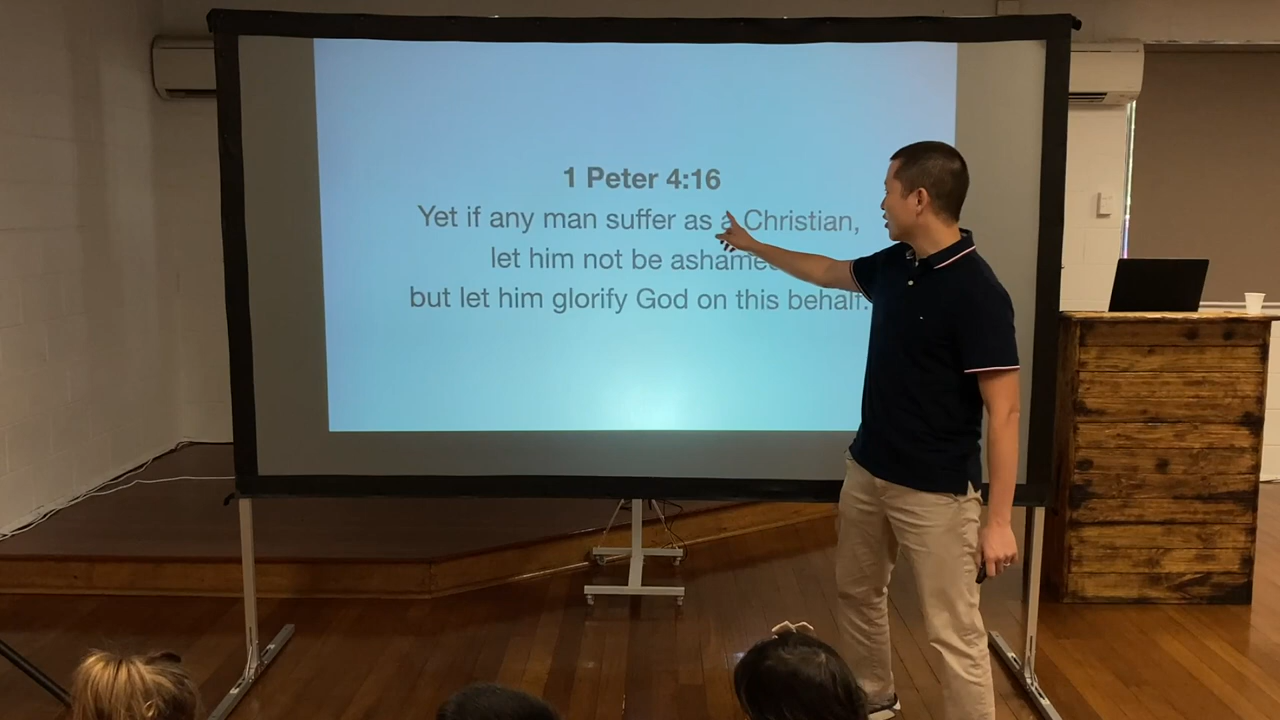 1 Peter 4:16
Yet if any man suffer as a Christian,
let him not be ashamed
but let him glorify God on this behalf.